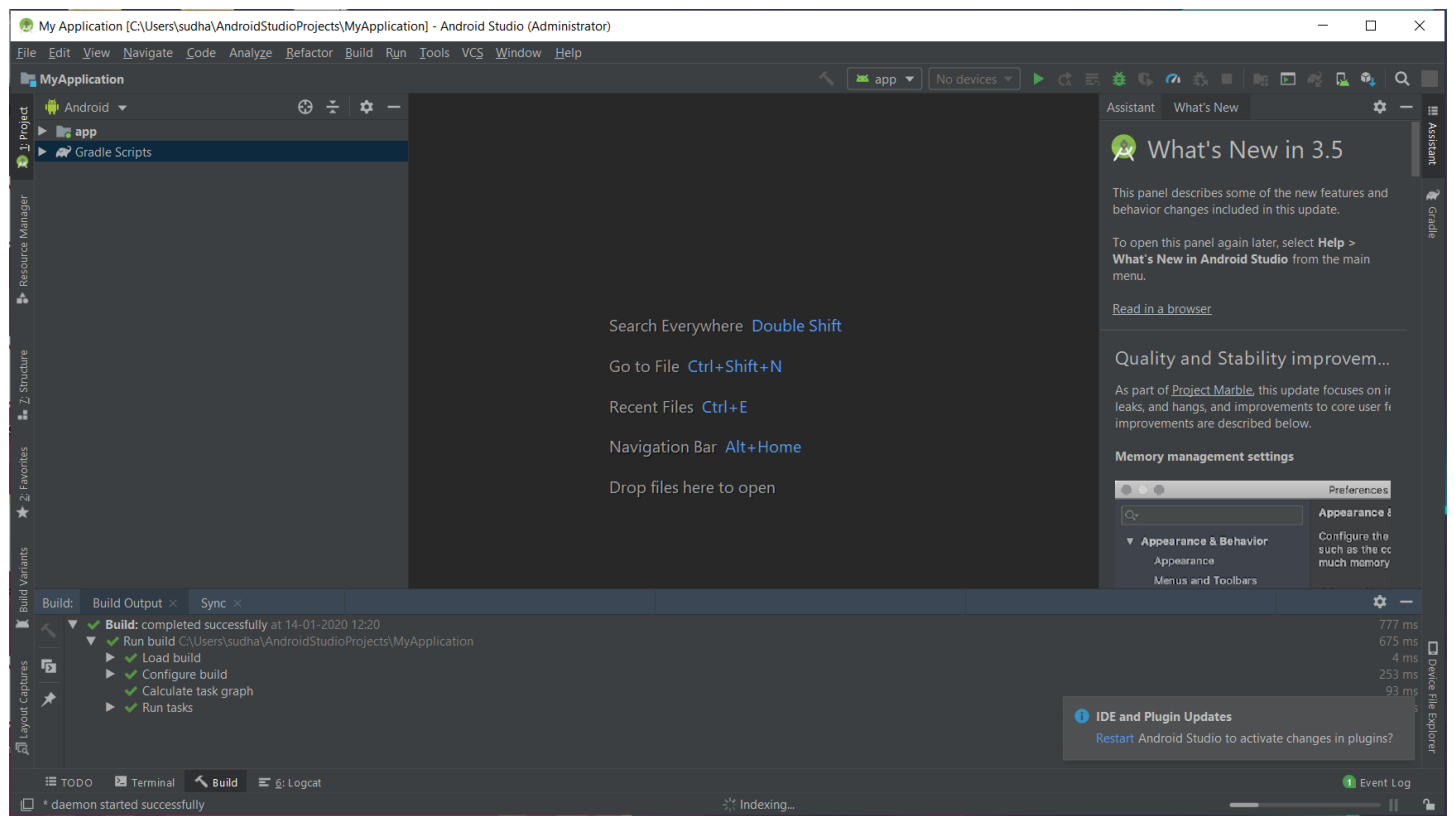 My Application [C:\Users\sudha\AndroidStudioProjects\MyApplication] - Android Studio (Administrator)
File Edit View Navigate Code Analyze Refactor Build Run Tools VCS Window Help
MyApplication
app
No devices
1: Project
Resource Manager
7: Structure
2: Favorites
Build Variants
Layout Captures
Android
app
Gradle Scripts
Search Everywhere Double Shift
Go to File Ctrl+Shift+N
Recent Files Ctrl+E
Navigation Bar Alt+Home
Drop files here to open
Assistant What's New
What's New in 3.5
This panel describes some of the new features and
behavior changes included in this update.
To open this panel again later, select Help >
What's New in Android Studio from the main
menu.
Read in a browser
Quality and Stability improvem...
As part of Project Marble, this update focuses on
leaks, and hangs, and improvements to core user
improvements are described below.
Memory management settings
Preferences
Appearance & Behavior
Appearance
Menus and Toolbars
Appearance &
Configure the
such as the
much memory
Assistant
Gradle
Device File Explorer
Build: Build Output Sync
Build: completed successfully at 14-01-2020 12:20 777 ms
Run build C:\Users\sudha\AndroidStudioProjects\MyApplication 675 ms
Load build 4 ms
Configure build 253 ms
Calculate task graph 93 ms
Run tasks
IDE and Plugin Updates
Restart Android Studio to activate changes in plugins?
TODO Terminal Build 6: Logcat
1 Event Log
* daemon started successfully
Indexing...